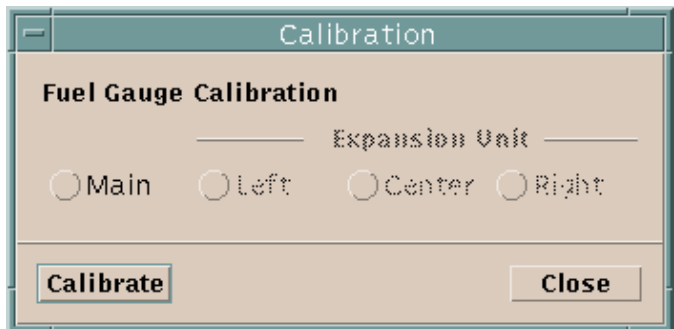 Calibration
Fuel Gauge Calibration
Expansion Unit
Main Left Center Right
Calibrate Close